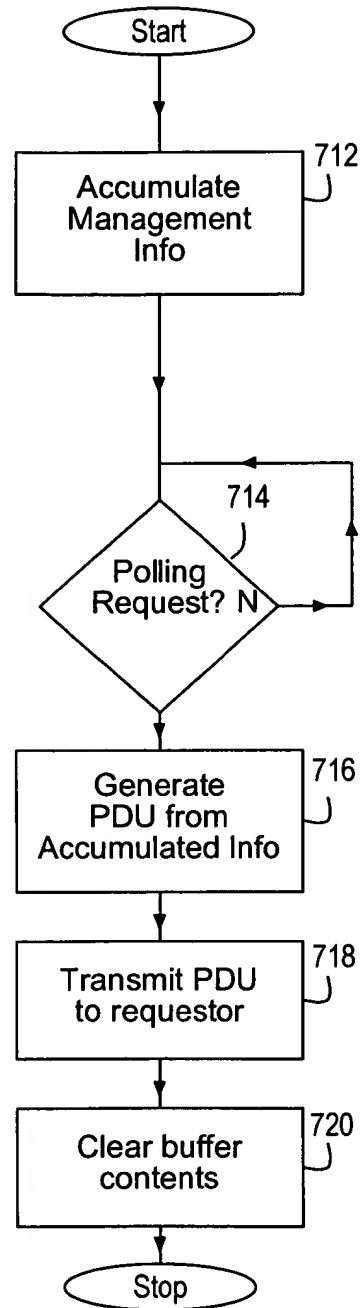 Start
712
Accumulate
Management
Info
714
Polling
Request? N
716
Generate
PDU from
Accumulated Info
718
Transmit PDU
to requestor
720
Clear buffer
contents
Stop